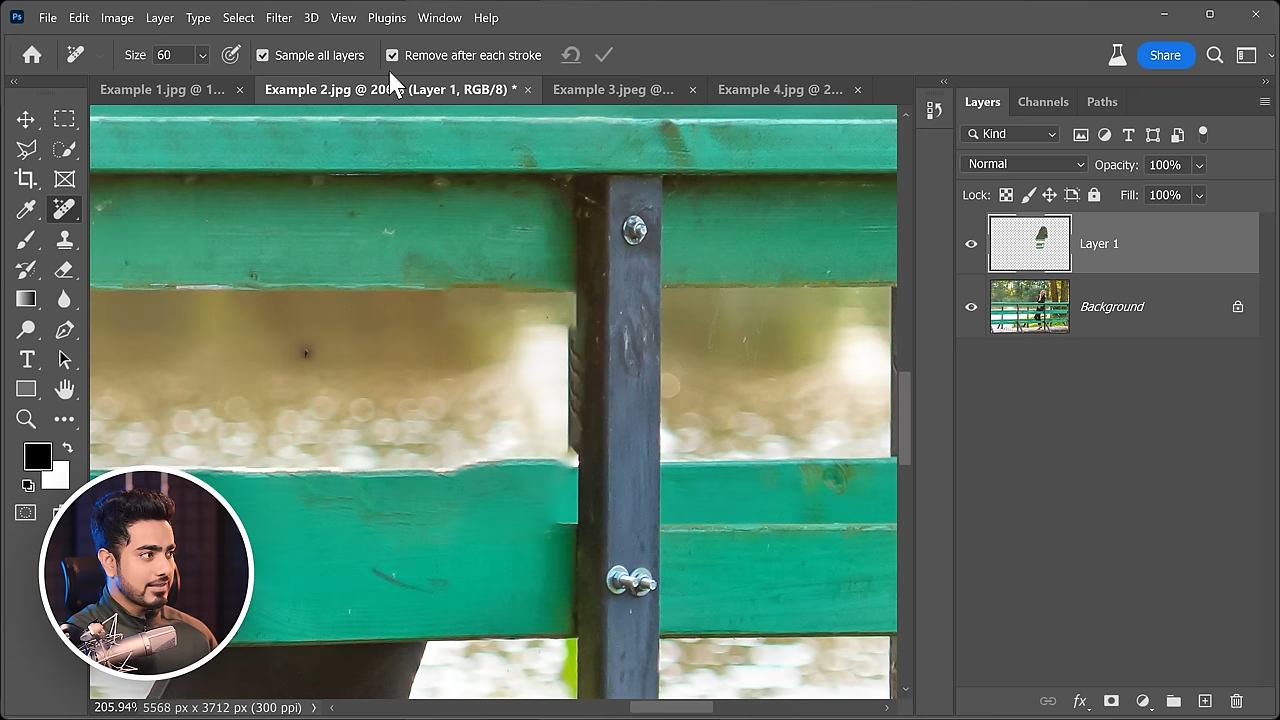 Ps File Edit Image Layer Type Select Filter 3D View Plugins Window Help
Size 60 Sample all layers Remove after each stroke Share
Example 1.jpg @ 1... × Example 2.jpg @ 206 (Layer 1, RGB/8) * × Example 3.jpeg @... × Example 4.jpg @ 2... ×
Layers Channels Paths
Kind
Normal Opacity: 100%
Lock: Fill: 100%
Layer 1
Background
205.94% 5568 px x 3712 px (300 ppi)
fx